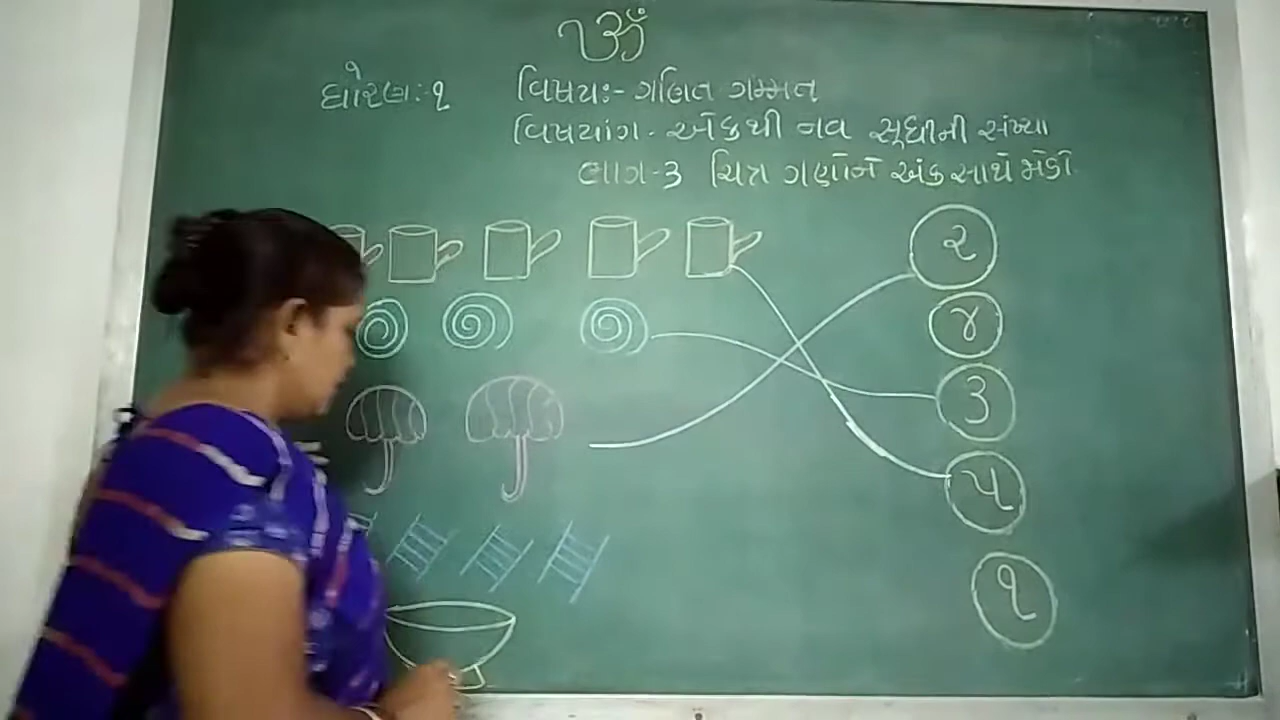 ૐ
ધોરણ:-૧ વિષય:- ગણિત ગમ્મત
વિષયાંગ - એકથી નવ સુધીની સંખ્યા
ભાગ-૩ ચિત્ર ગણોને અંક સાથે મેકો
૨
૪
૩
૫
૧